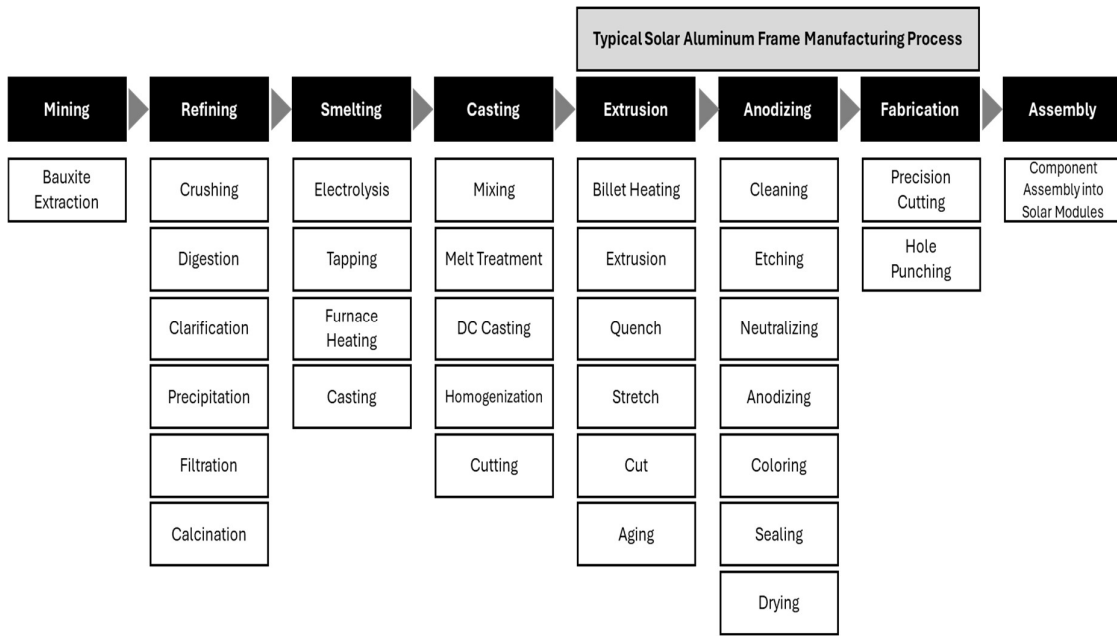 Typical Solar Aluminum Frame Manufacturing Process
Mining
Refining
Smelting
Casting
Extrusion
Anodizing
Fabrication
Assembly
Bauxite
Extraction
Crushing
Digestion
Clarification
Precipitation
Filtration
Calcination
Electrolysis
Tapping
Furnace
Heating
Casting
Mixing
Melt Treatment
DC Casting
Homogenization
Cutting
Billet Heating
Extrusion
Quench
Stretch
Cut
Aging
Cleaning
Etching
Neutralizing
Anodizing
Coloring
Sealing
Drying
Precision
Cutting
Hole
Punching
Component
Assembly into
Solar Modules